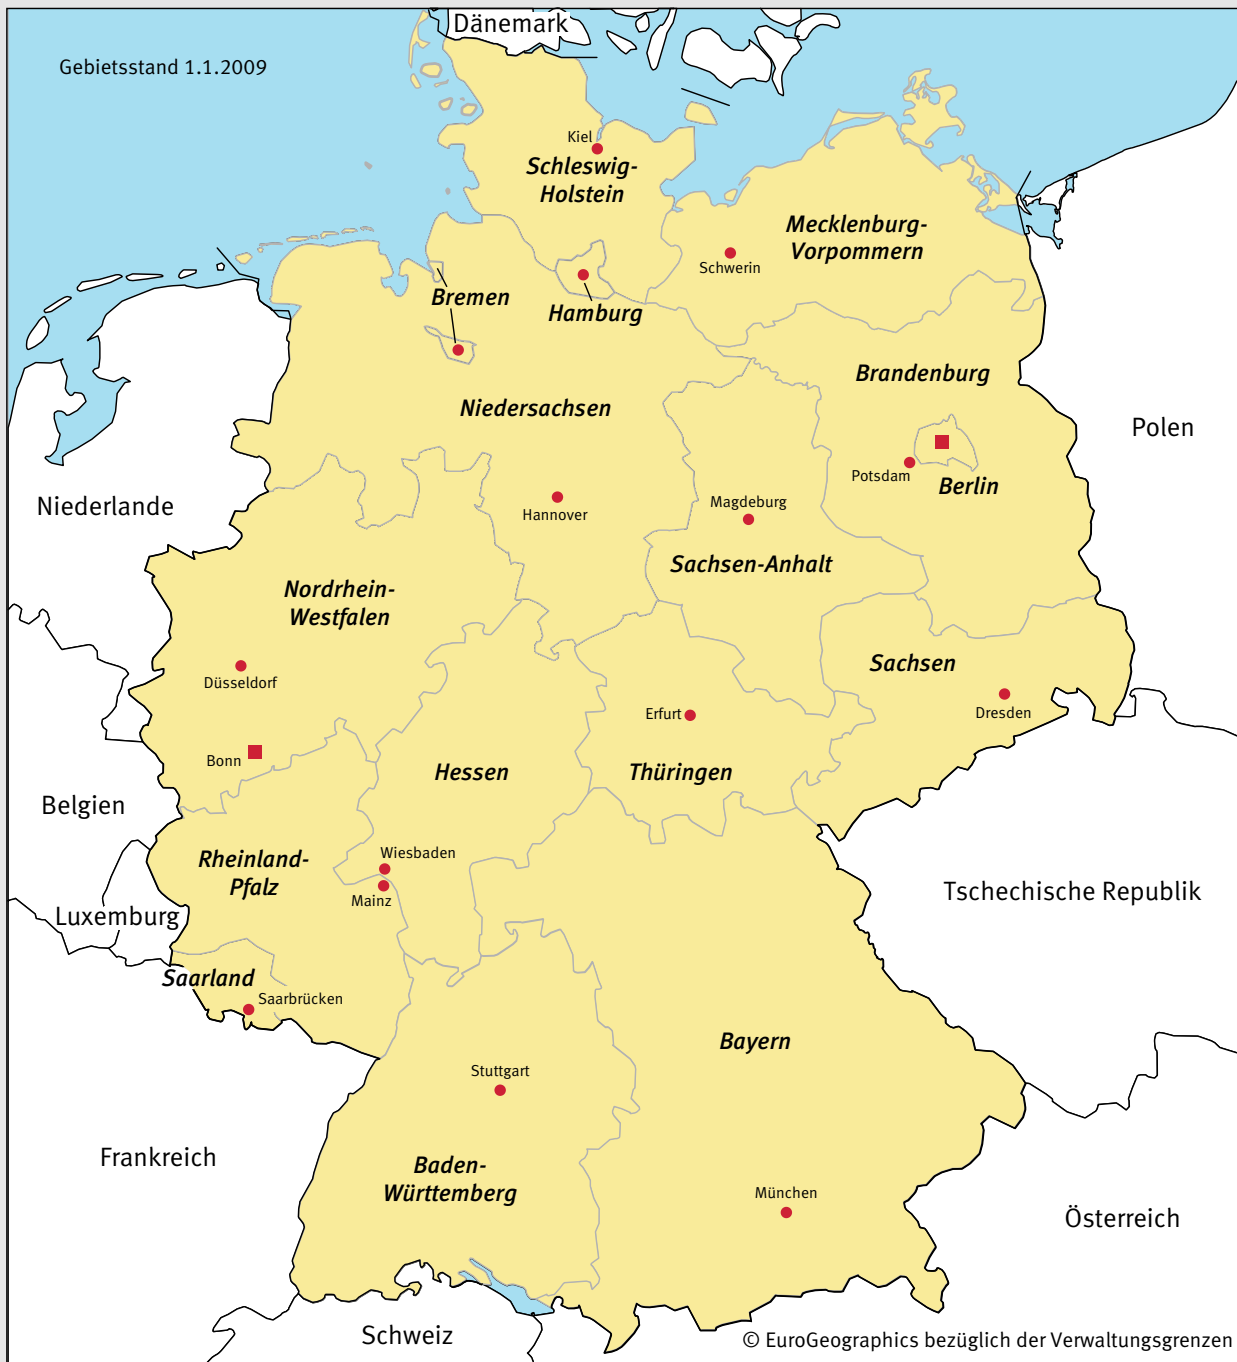 Dänemark
Gebietsstand 1.1.2009
Kiel
Schleswig-
Holstein
Mecklenburg-
Vorpommern
Schwerin
Bremen
Hamburg
Brandenburg
Niedersachsen
Polen
Potsdam
Berlin
Niederlande
Hannover
Magdeburg
Sachsen-Anhalt
Nordrhein-
Westfalen
Sachsen
Düsseldorf
Erfurt
Dresden
Bonn
Hessen
Thüringen
Belgien
Rheinland-
Pfalz
Wiesbaden
Mainz
Tschechische Republik
Luxemburg
Saarland
Saarbrücken
Bayern
Stuttgart
Frankreich
Baden-
Württemberg
München
Österreich
Schweiz
© EuroGeographics bezüglich der Verwaltungsgrenzen